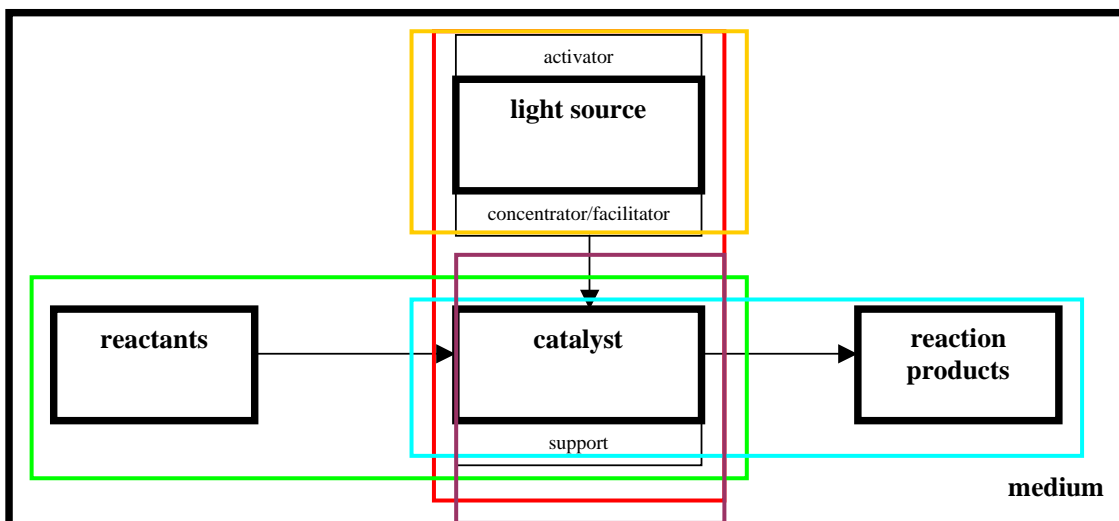 activator
light source
concentrator/facilitator
reactants
catalyst
reaction
products
support
medium